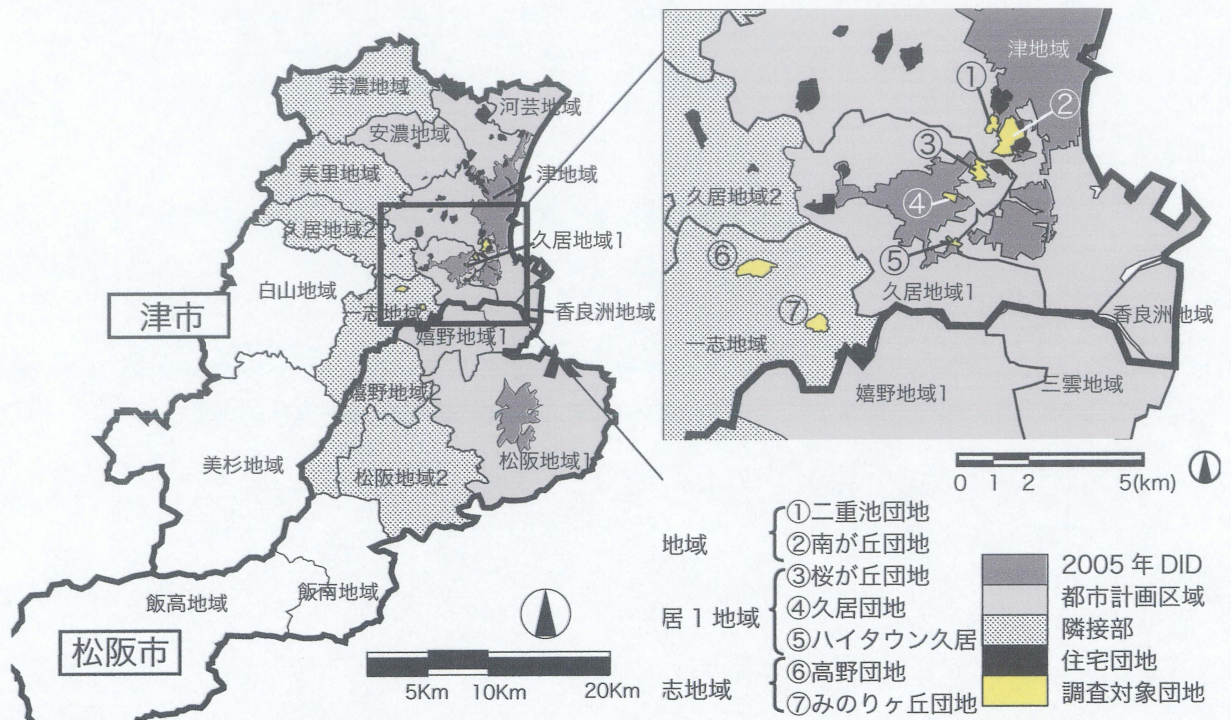 芸濃地域
河芸地域
安濃地域
美里地域
津地域
久居地域2
久居地域1
白山地域
一志地域
香良洲地域
津市
嬉野地域1
嬉野地域2
美杉地域
松阪地域2
松阪地域1
飯南地域
飯高地域
松阪市
5Km 10Km 20Km
津地域
①
②
③
久居地域2
④
⑤
⑥
久居地域1
⑦
香良洲地域
一志地域
三雲地域
嬉野地域1
0 1 2 5(km)
地域
①二重池団地
②南が丘団地
居1地域
③桜が丘団地
④久居団地
⑤ハイタウン久居
志地域
⑥高野団地
⑦みのりヶ丘団地
2005年DID
都市計画区域
隣接部
住宅団地
調査対象団地